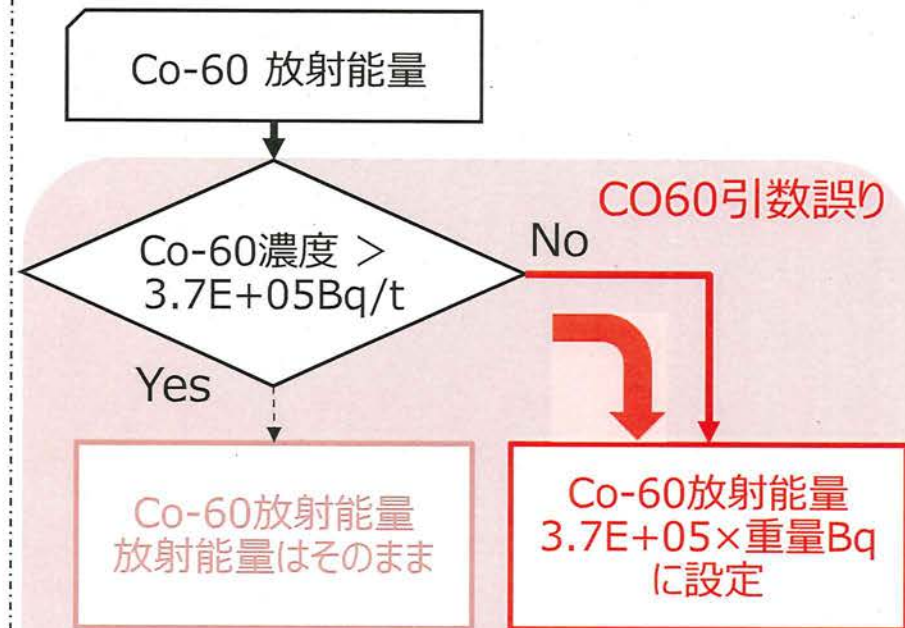 Co-60 放射能量
CO60引数誤り
Co-60濃度 >
3.7E+05Bq/t
No
Yes
Co-60放射能量
放射能量はそのまま
Co-60放射能量
3.7E+05×重量Bq
に設定